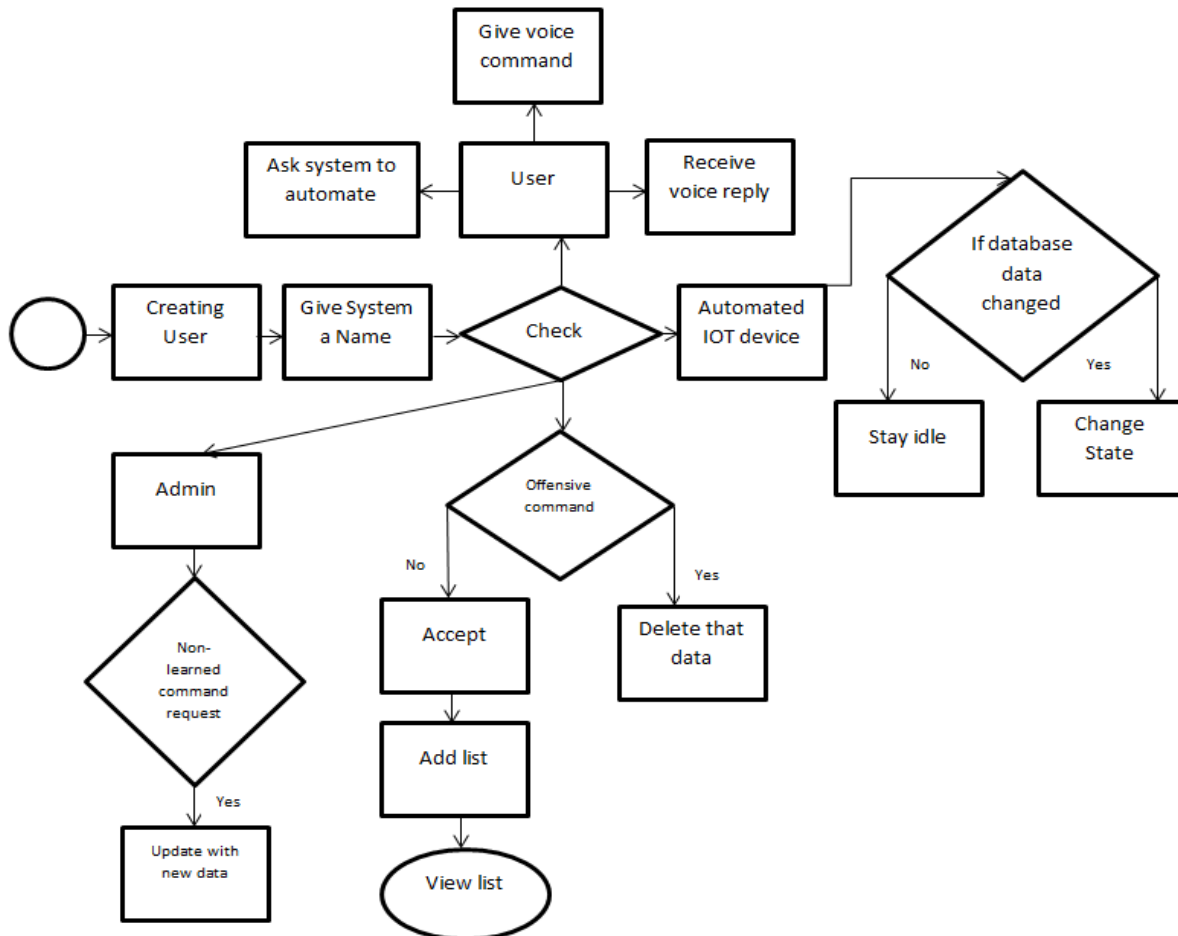 Give voice
command
Ask system to
automate
User
Receive
voice reply
If database
data
changed
Creating
User
Give System
a Name
Check
Automated
IOT device
No
Yes
Stay idle
Change
State
Admin
Offensive
command
No
Yes
Accept
Delete that
data
Non-
learned
command
request
Add list
Yes
Update with
new data
View list